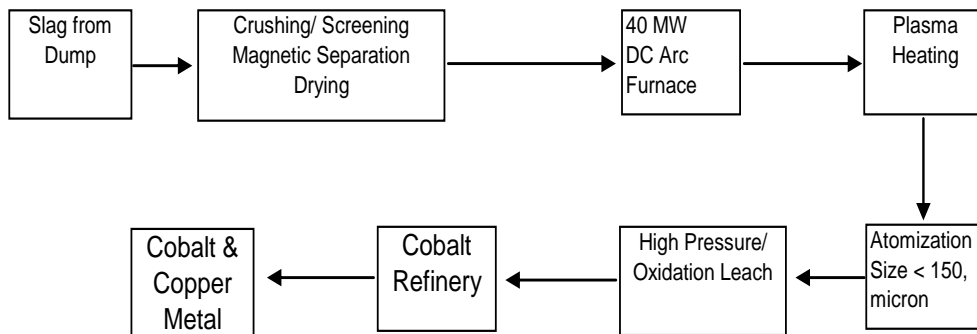 Slag from
Dump
Crushing/ Screening
Magnetic Separation
Drying
40 MW
DC Arc
Furnace
Plasma
Heating
Atomization
Size < 150,
micron
High Pressure/
Oxidation Leach
Cobalt
Refinery
Cobalt &
Copper
Metal